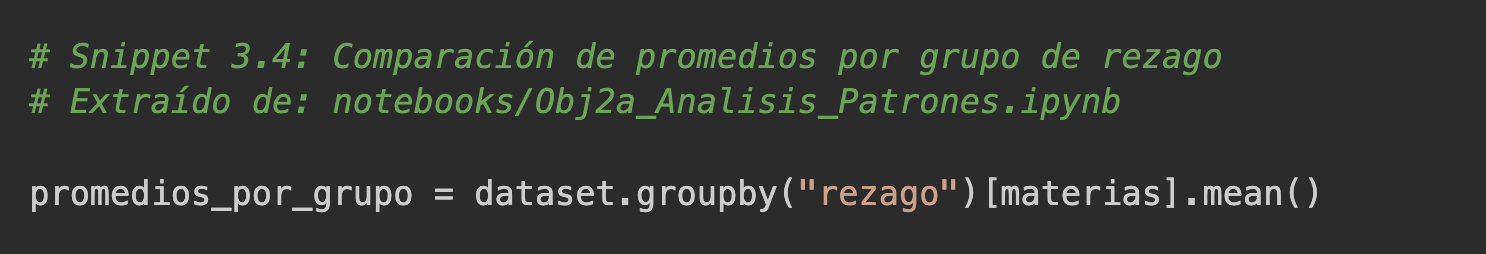 # Snippet 3.4: Comparación de promedios por grupo de rezago
# Extraído de: notebooks/Obj2a_Analisis_Patrones.ipynb
promedios_por_grupo = dataset.groupby("rezago")[materias].mean()